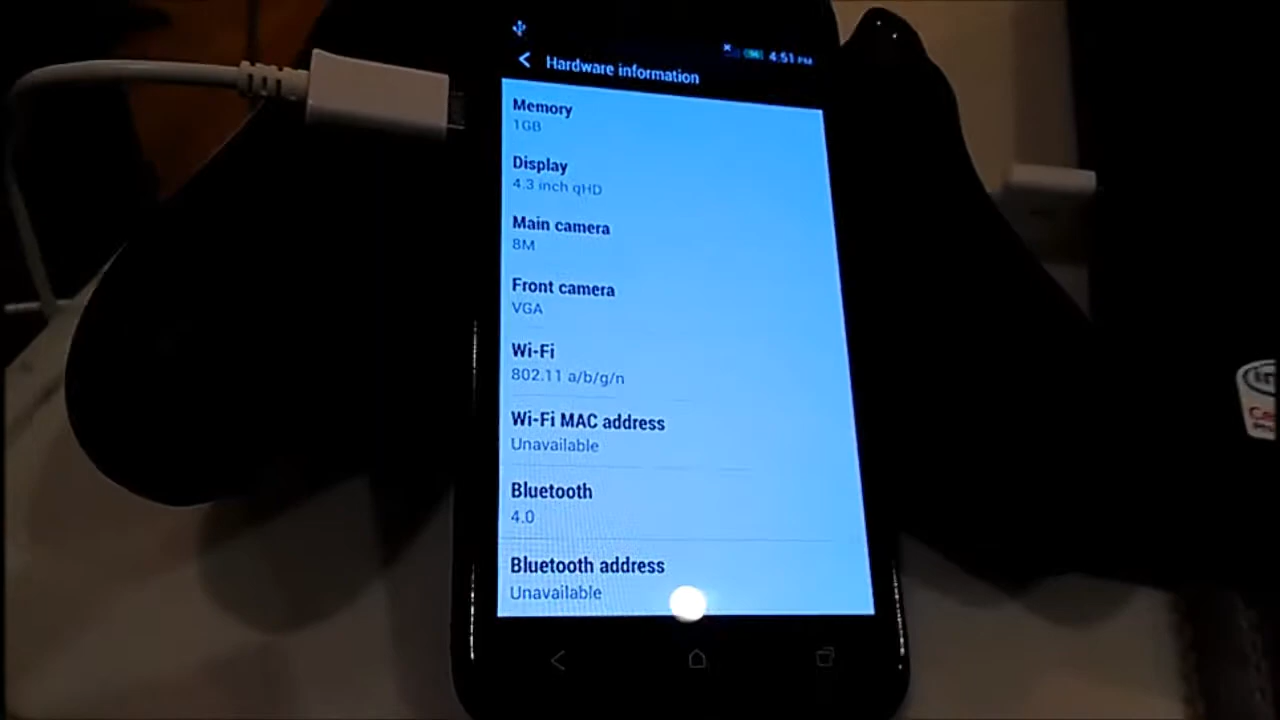 4:51 PM
Hardware information
Memory
1GB
Display
4.3 inch qHD
Main camera
8M
Front camera
VGA
Wi-Fi
802.11 a/b/g/n
Wi-Fi MAC address
Unavailable
Bluetooth
4.0
Bluetooth address
Unavailable